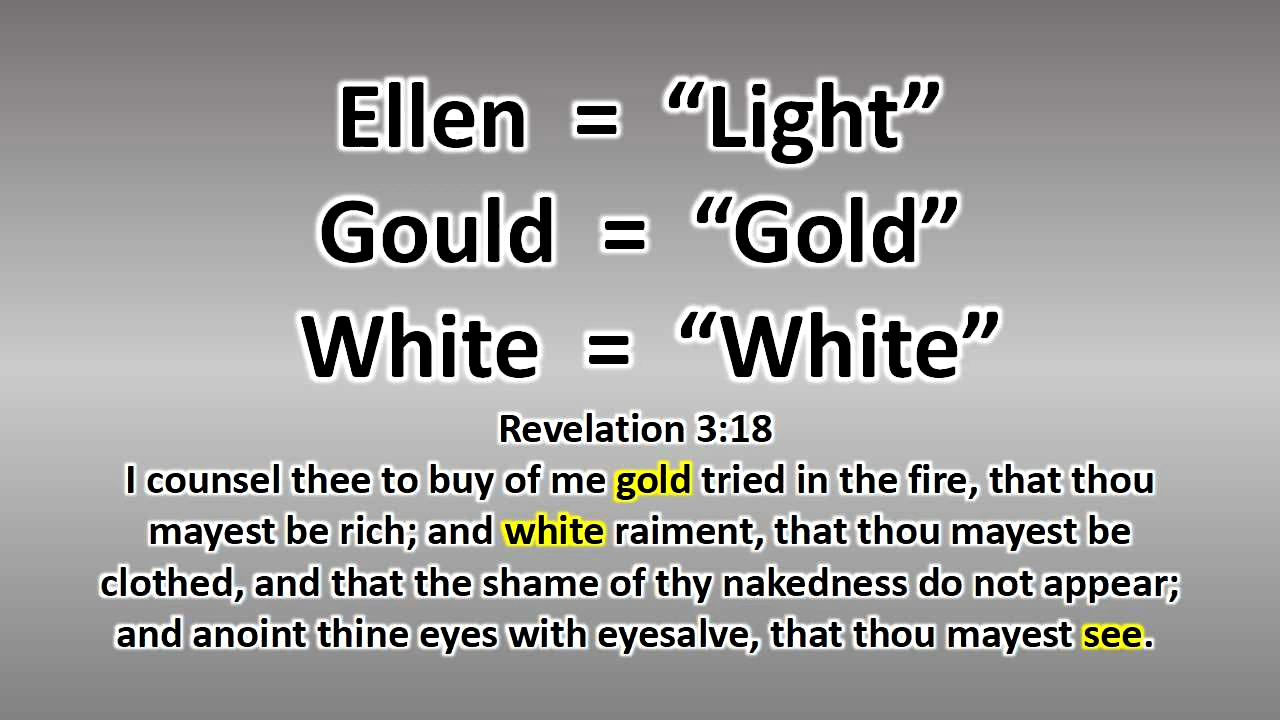 Ellen = “Light”
Gould = “Gold”
White = “White”
Revelation 3:18
I counsel thee to buy of me gold tried in the fire, that thou
mayest be rich; and white raiment, that thou mayest be
clothed, and that the shame of thy nakedness do not appear;
and anoint thine eyes with eyesalve, that thou mayest see.